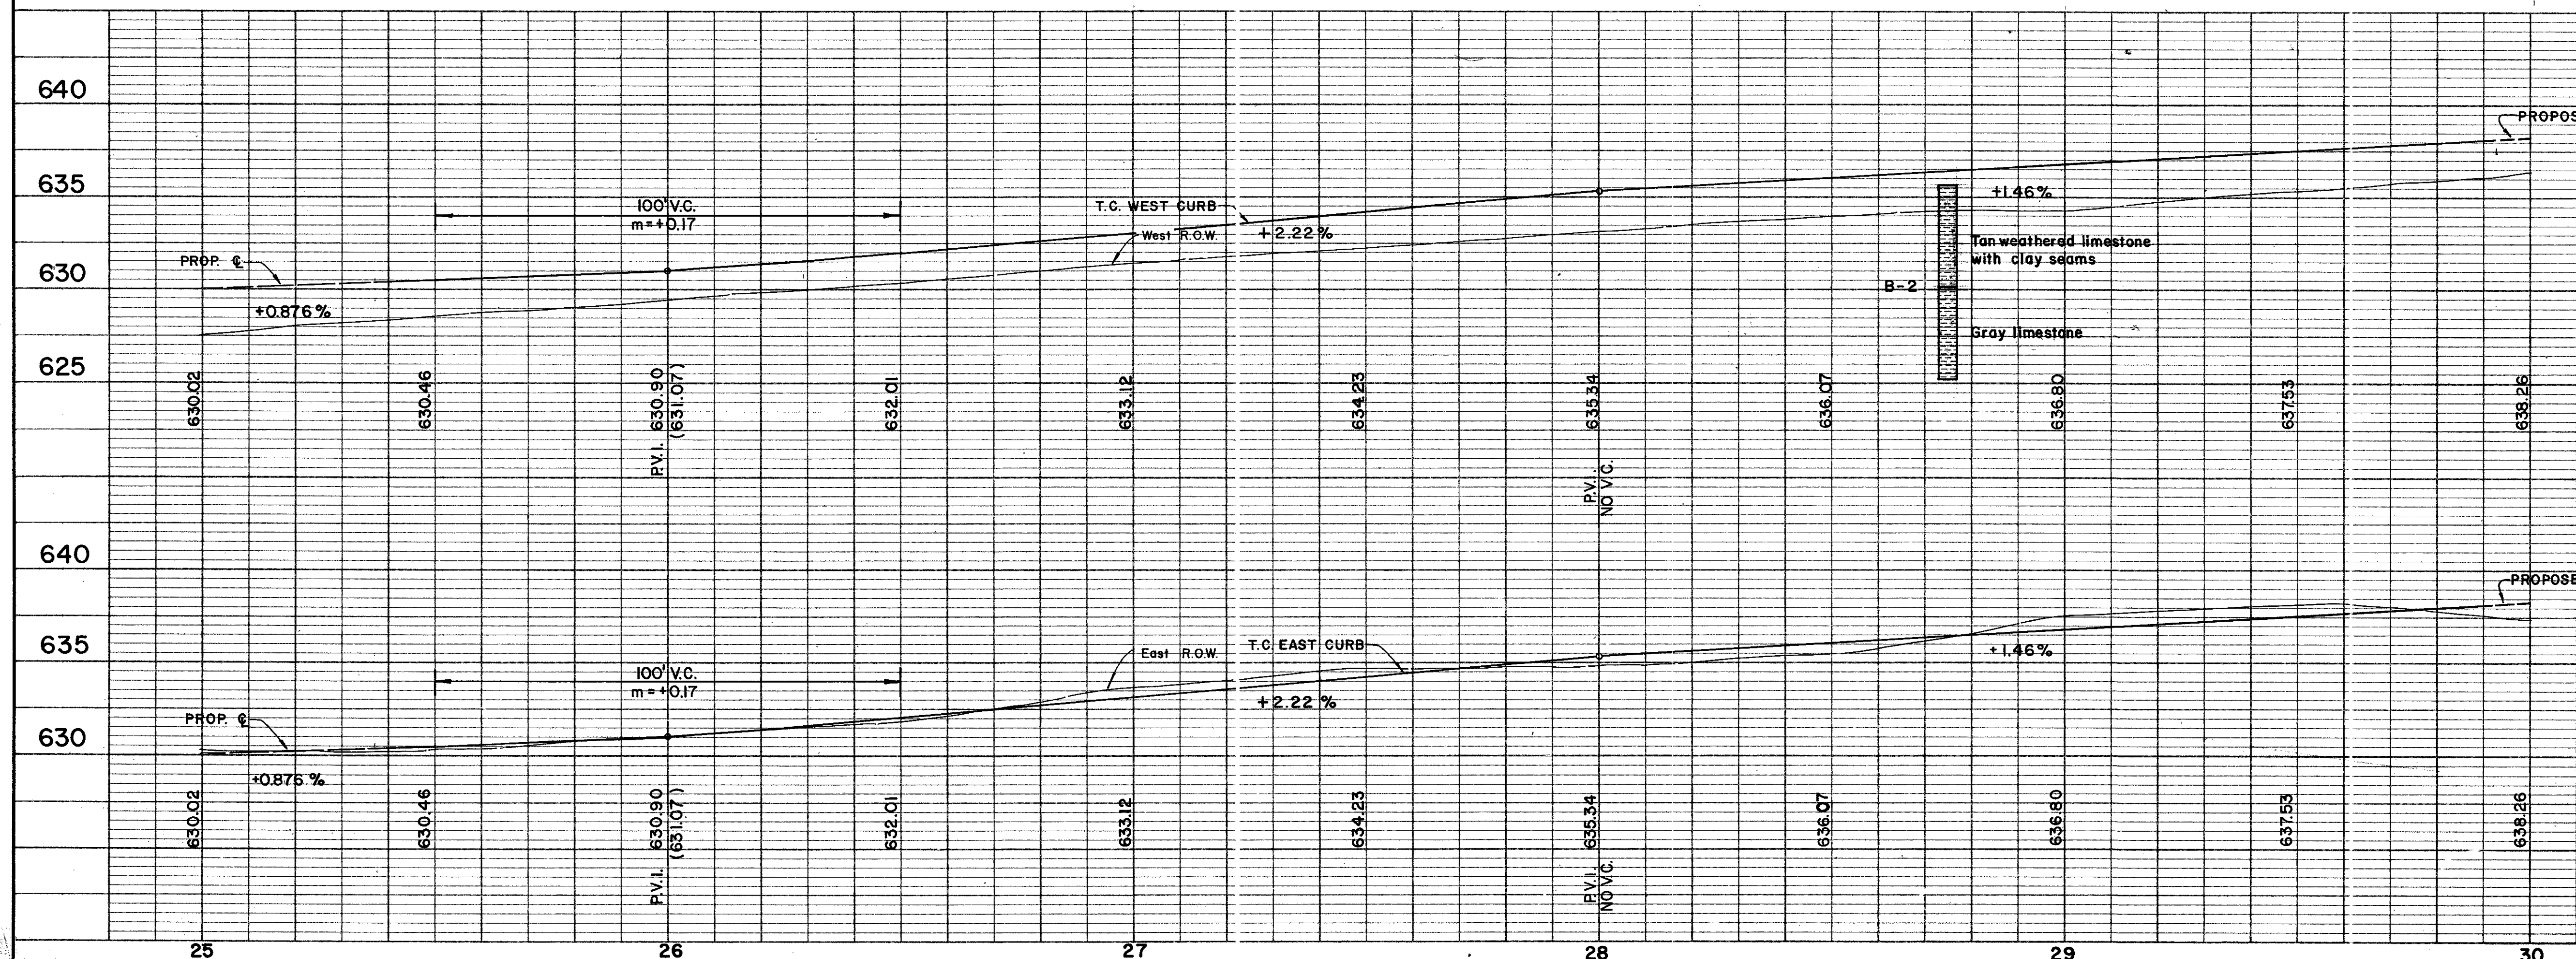 640
PROPOS
635
+1.46%
100' V.C.
m=+0.17
T.C. WEST CURB
West R.O.W.
+2.22%
Tan weathered limestone
with clay seams
PROP. ℄
630
B-2
+0.876%
Gray limestone
625
630.02
630.46
P.V.I. 630.90
(631.07)
632.01
633.12
634.23
635.34
636.07
636.80
637.53
638.26
P.V.I.
NO V.C.
640
PROPOSE
635
T.C. EAST CURB
East R.O.W.
+1.46%
100' V.C.
m=+0.17
+2.22%
PROP. ℄
630
+0.876%
630.02
630.46
P.V.I. 630.90
(631.07)
632.01
633.12
634.23
P.V.I. 635.34
NO V.C.
636.07
636.80
637.53
638.26
25 26 27 28 29 30